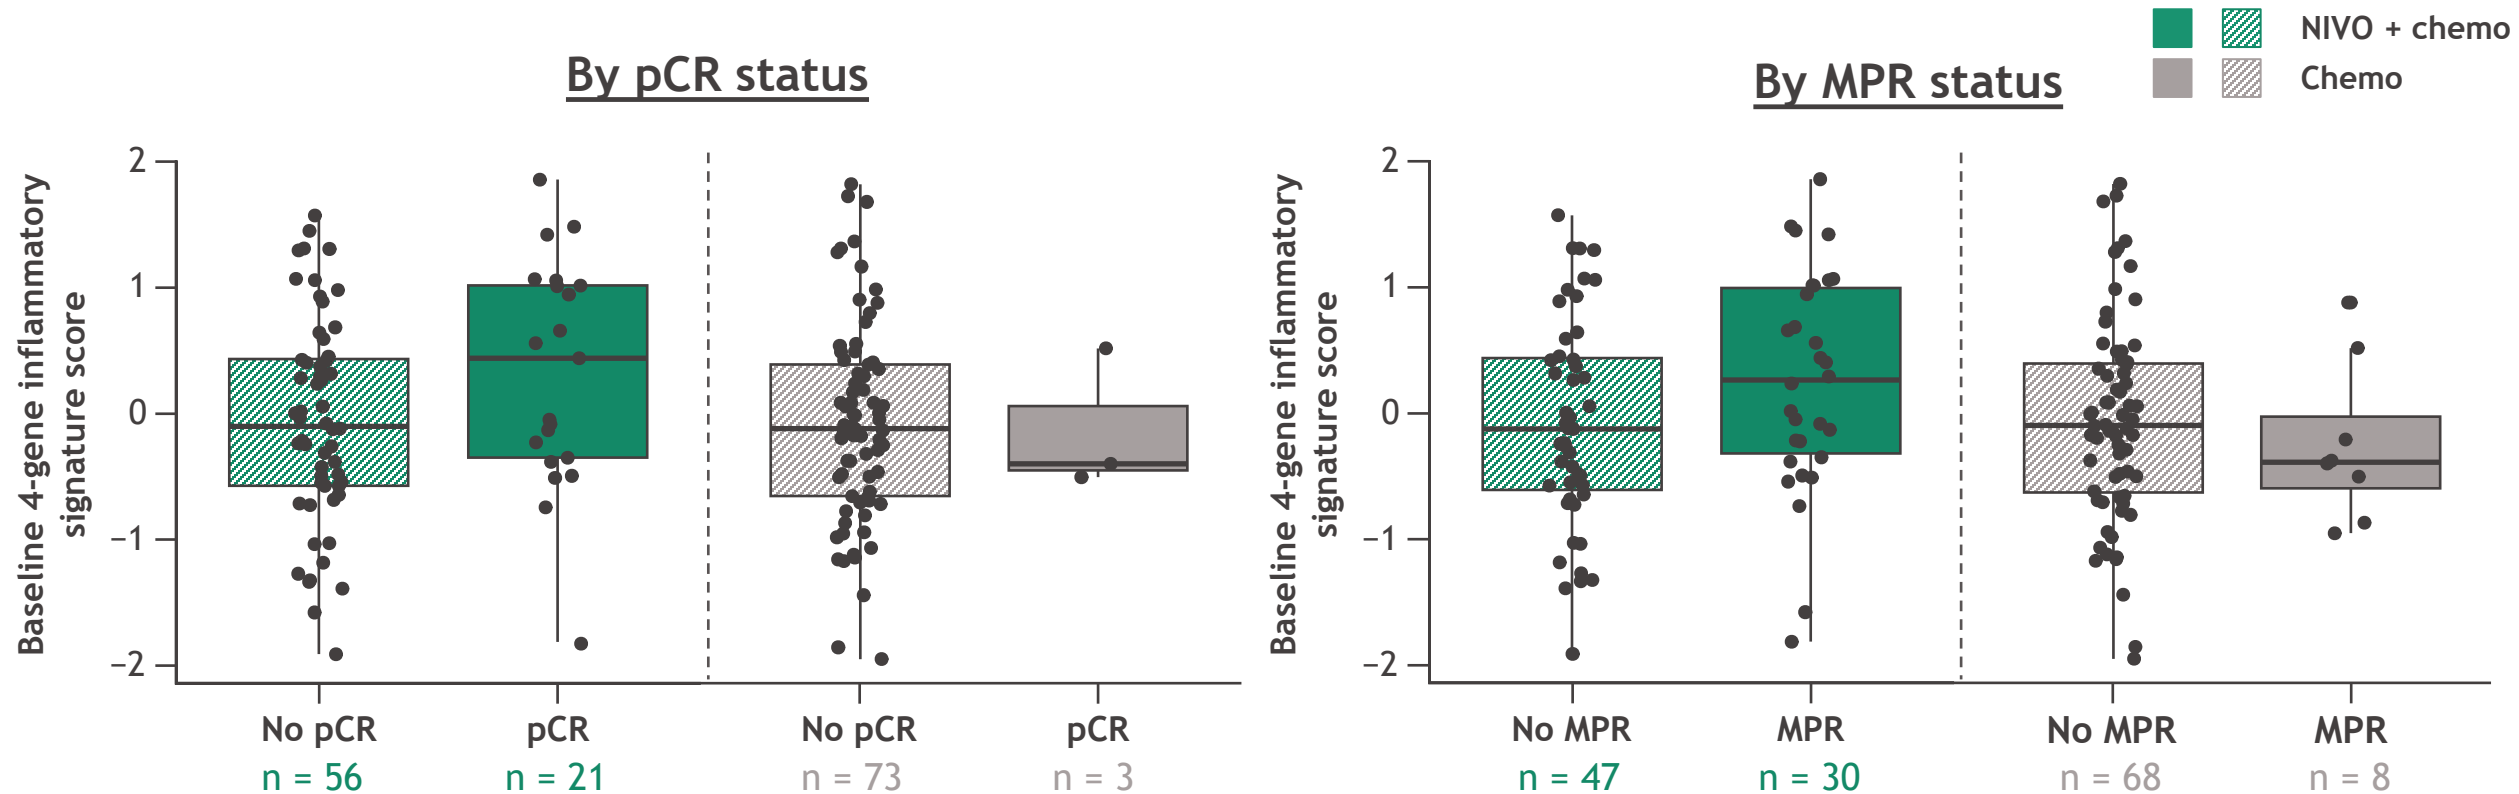 NIVO + chemo
Chemo
By pCR status
Baseline 4-gene inflammatory
signature score
2
1
0
−1
−2
No pCR
pCR
No pCR
pCR
n = 56
n = 21
n = 73
n = 3
By MPR status
Baseline 4-gene inflammatory
signature score
2
1
0
−1
−2
No MPR
MPR
No MPR
MPR
n = 47
n = 30
n = 68
n = 8